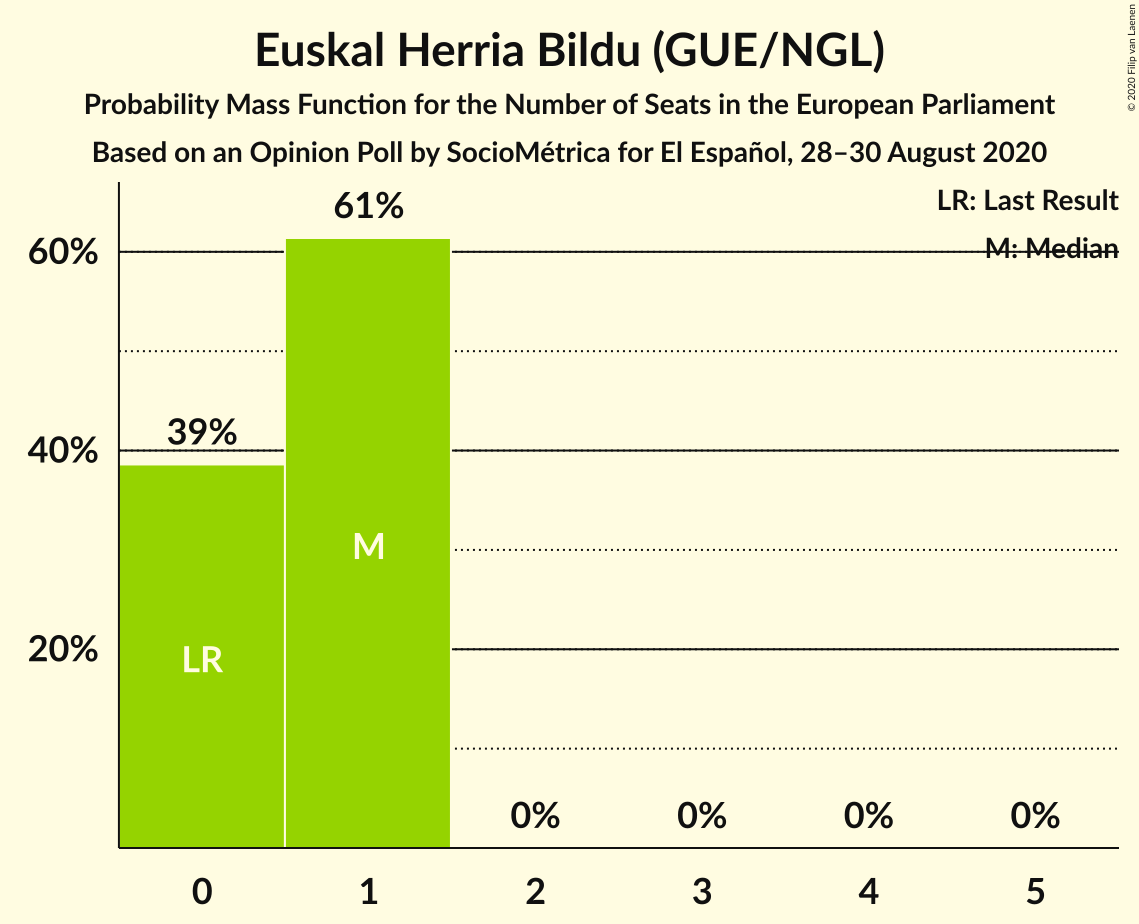 Euskal Herria Bildu (GUE/NGL)
Probability Mass Function for the Number of Seats in the European Parliament
Based on an Opinion Poll by SocioMétrica for El Español, 28–30 August 2020
© 2020 Filip van Laenen
LR: Last Result
M: Median
61%
60%
39%
40%
M
LR
20%
0% 0% 0% 0%
0 1 2 3 4 5